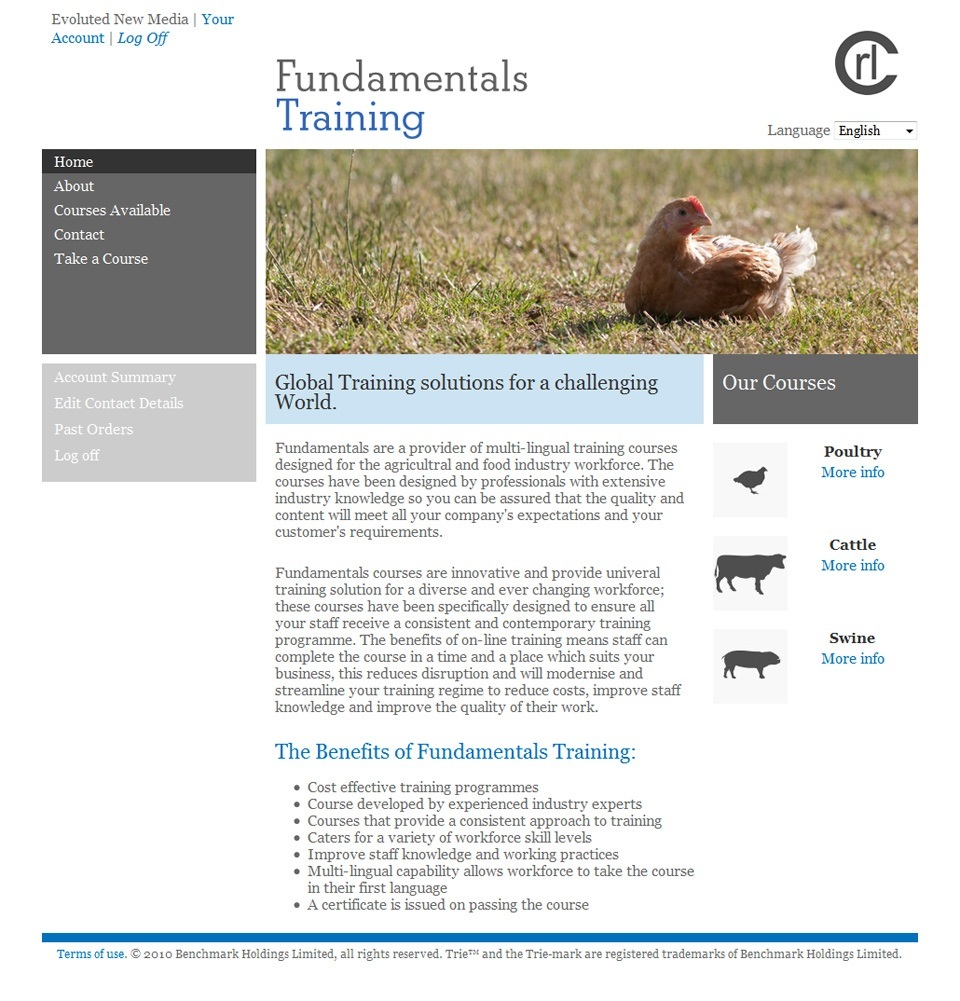 Evoluted New Media | Your
Account | Log Off
Fundamentals
Training
crl
Language English
Home
About
Courses Available
Contact
Take a Course
Account Summary
Edit Contact Details
Past Orders
Log off
Global Training solutions for a challenging
World.
Fundamentals are a provider of multi-lingual training courses
designed for the agricultral and food industry workforce. The
courses have been designed by professionals with extensive
industry knowledge so you can be assured that the quality and
content will meet all your company's expectations and your
customer's requirements.
Fundamentals courses are innovative and provide univeral
training solution for a diverse and ever changing workforce;
these courses have been specifically designed to ensure all
your staff receive a consistent and contemporary training
programme. The benefits of on-line training means staff can
complete the course in a time and a place which suits your
business, this reduces disruption and will modernise and
streamline your training regime to reduce costs, improve staff
knowledge and improve the quality of their work.
The Benefits of Fundamentals Training:
• Cost effective training programmes
• Course developed by experienced industry experts
• Courses that provide a consistent approach to training
• Caters for a variety of workforce skill levels
• Improve staff knowledge and working practices
• Multi-lingual capability allows workforce to take the course
in their first language
• A certificate is issued on passing the course
Our Courses
Poultry
More info
Cattle
More info
Swine
More info
Terms of use. © 2010 Benchmark Holdings Limited, all rights reserved. Trie™ and the Trie-mark are registered trademarks of Benchmark Holdings Limited.